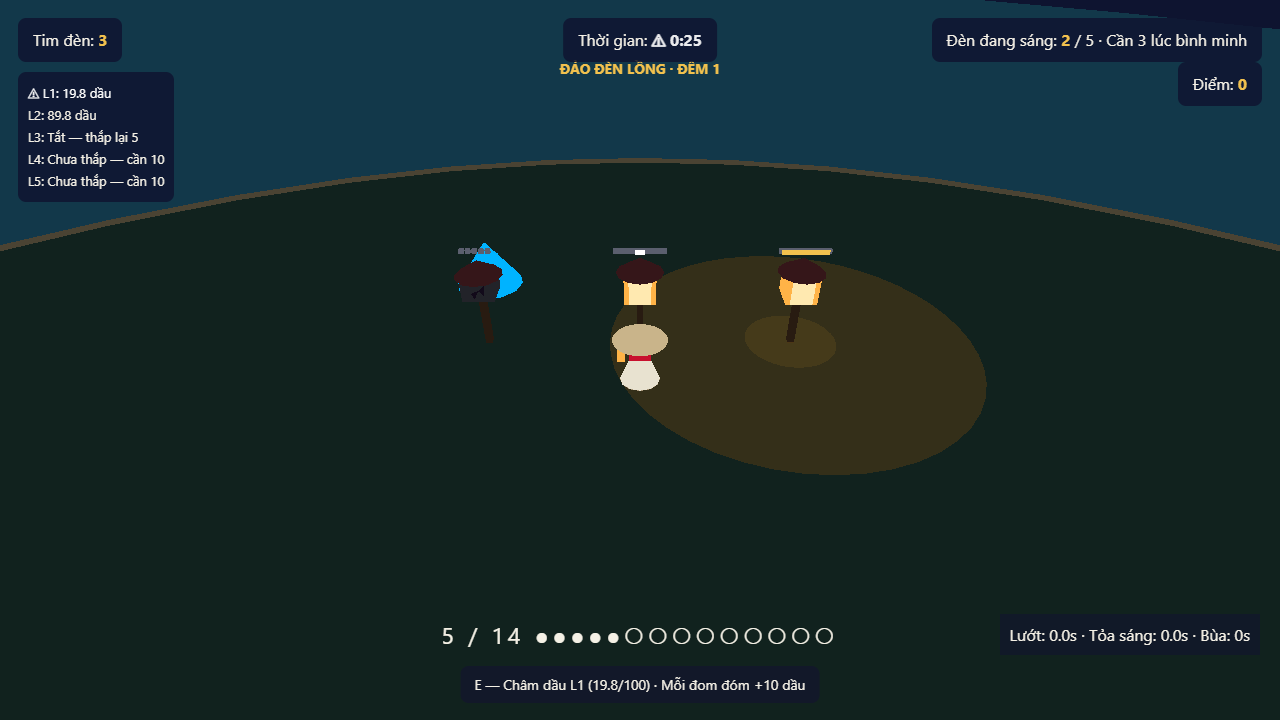 Tim đèn: 3
Thời gian: ⚠ 0:25
Đèn đang sáng: 2 / 5 · Cần 3 lúc bình minh
ĐẢO ĐÈN LỒNG · ĐÊM 1
Điểm: 0
⚠ L1: 19.8 dầu
L2: 89.8 dầu
L3: Tắt — thắp lại 5
L4: Chưa thắp — cần 10
L5: Chưa thắp — cần 10
5 / 14
Lướt: 0.0s · Tỏa sáng: 0.0s · Bùa: 0s
E — Châm dầu L1 (19.8/100) · Mỗi đom đóm +10 dầu